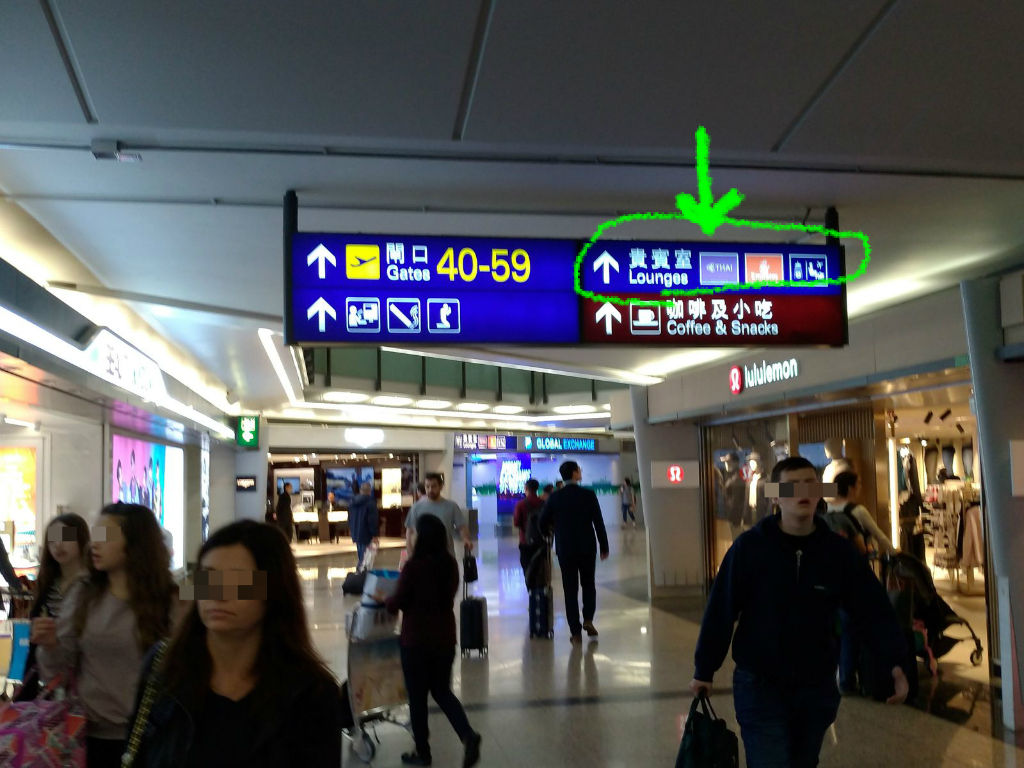 閘口
Gates
40-59
貴賓室
Lounges
THAI
Emirates
咖啡及小吃
Coffee & Snacks
lululemon
GLOBAL EXCHANGE